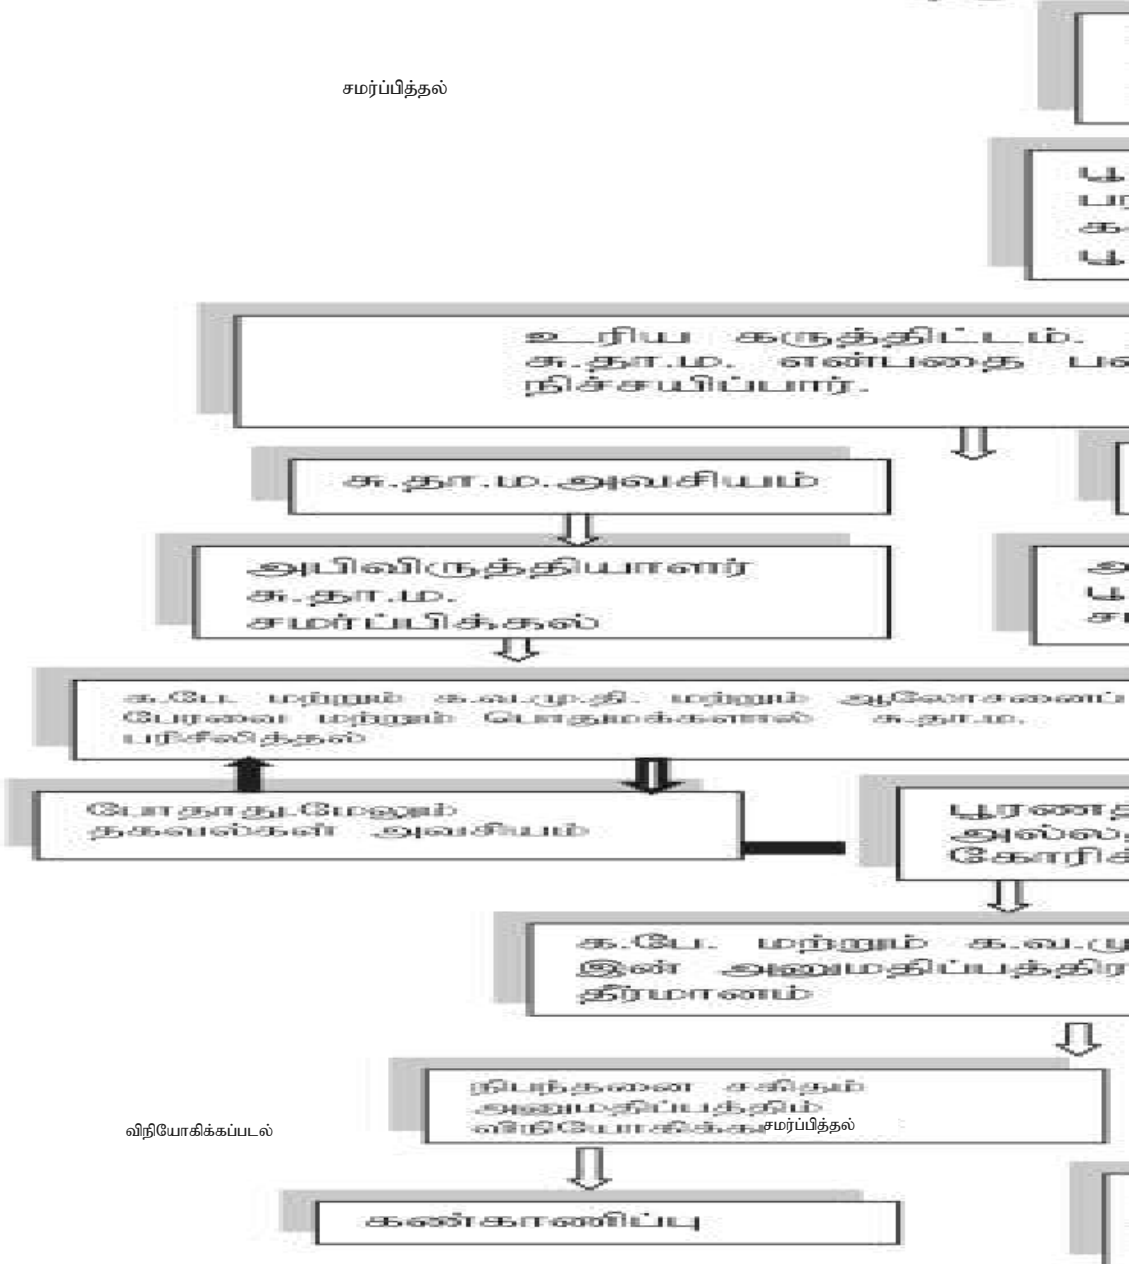 சமர்ப்பித்தல்
உரிய கருத்திட்டம்.
சு.தா.ம. என்பதை
நிச்சயிப்பார்.
சு.தா.ம.அவசியம்
அபிவிருத்தியாளர்
சு.தா.ம.
சமர்ப்பித்தல்
க.பே. மற்றும் க.வ.மு.தி. மற்றும் ஆலோசனைப்
பேரவை மற்றும் பொதுமக்களால் சு.தா.ம.
பரிசீலித்தல்
போதாது.மேலும்
தகவல்கள் அவசியம்
க.பே. மற்றும் க.வ.மு
இன் அனுமதிப்பத்திர
தீர்மானம்
நிபந்தனை சகிதம்
அனுமதிப்பத்திம்
விநியோகிக்க
சமர்ப்பித்தல்
விநியோகிக்கப்படல்
கண்காணிப்பு